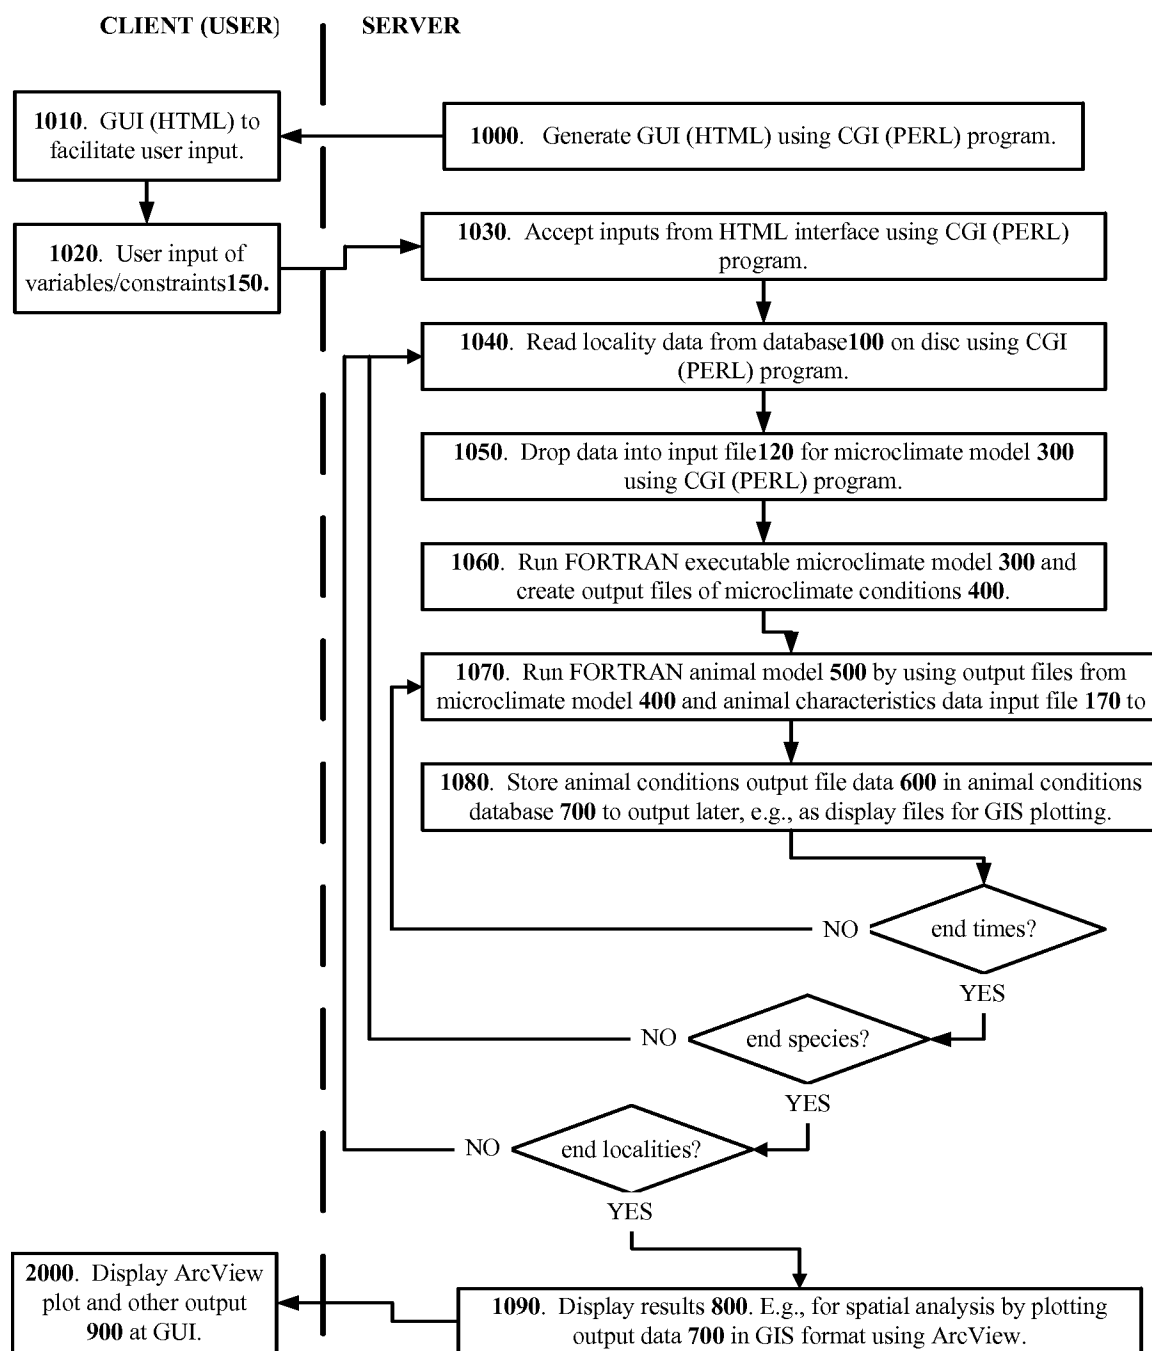 CLIENT (USER)
SERVER
1010. GUI (HTML) to
facilitate user input.
1000. Generate GUI (HTML) using CGI (PERL) program.
1020. User input of
variables/constraints150.
1030. Accept inputs from HTML interface using CGI (PERL)
program.
1040. Read locality data from database100 on disc using CGI
(PERL) program.
1050. Drop data into input file120 for microclimate model 300
using CGI (PERL) program.
1060. Run FORTRAN executable microclimate model 300 and
create output files of microclimate conditions 400.
1070. Run FORTRAN animal model 500 by using output files from
microclimate model 400 and animal characteristics data input file 170 to
1080. Store animal conditions output file data 600 in animal conditions
database 700 to output later, e.g., as display files for GIS plotting.
NO
end times?
YES
NO
end species?
YES
NO
end localities?
YES
2000. Display ArcView
plot and other output
900 at GUI.
1090. Display results 800. E.g., for spatial analysis by plotting
output data 700 in GIS format using ArcView.